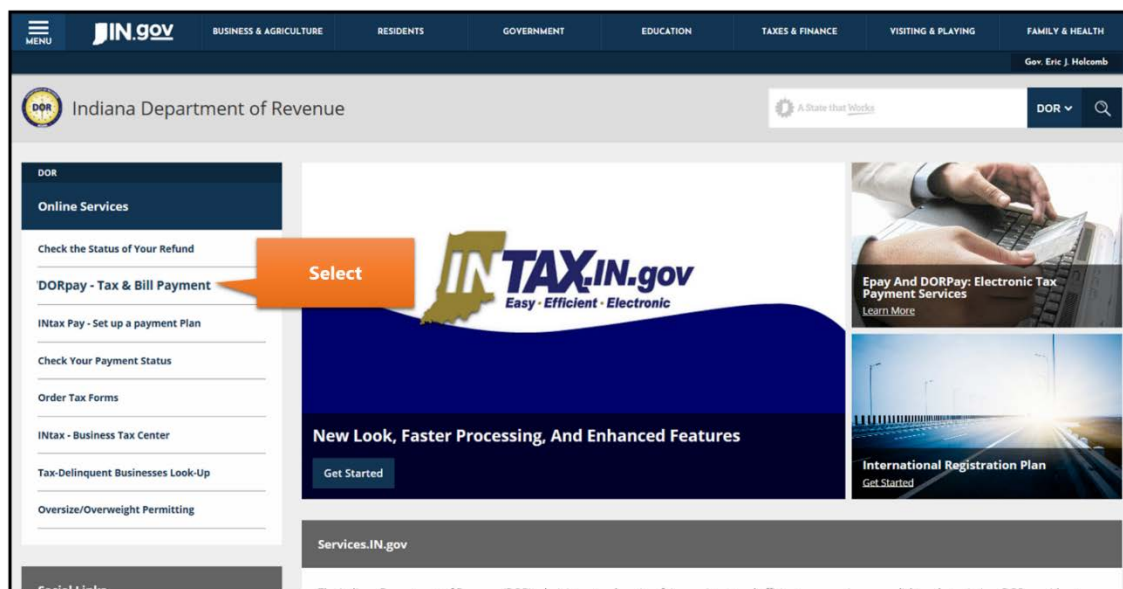 MENU
IN.gov
BUSINESS & AGRICULTURE
RESIDENTS
GOVERNMENT
EDUCATION
TAXES & FINANCE
VISITING & PLAYING
FAMILY & HEALTH
Gov. Eric J. Holcomb
DOR
Indiana Department of Revenue
A State that Works
DOR
DOR
Online Services
Check the Status of Your Refund
DORpay - Tax & Bill Payment
Select
INtax Pay - Set up a payment Plan
Check Your Payment Status
Order Tax Forms
INtax - Business Tax Center
Tax-Delinquent Businesses Look-Up
Oversize/Overweight Permitting
INTAX.IN.gov
Easy · Efficient · Electronic
New Look, Faster Processing, And Enhanced Features
Get Started
Epay And DORPay: Electronic Tax
Payment Services
Learn More
International Registration Plan
Get Started
Services.IN.gov
Social Links